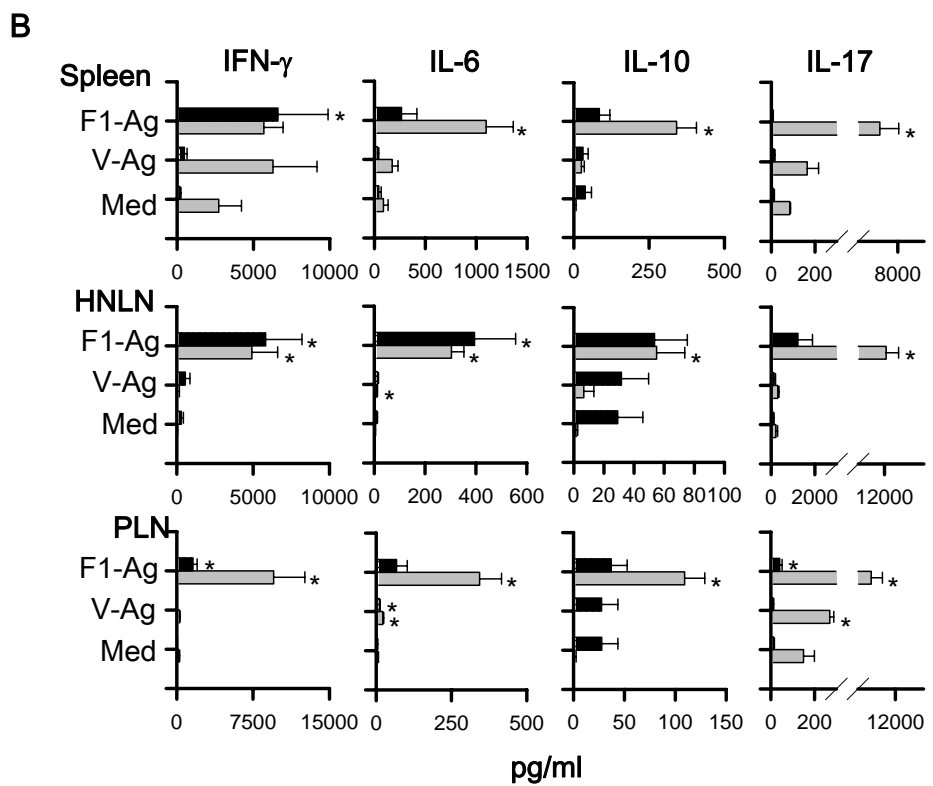 B
IFN-γ IL-6 IL-10 IL-17
Spleen
F1-Ag * * * *
V-Ag
Med
0 5000 10000 0 500 1000 1500 0 250 500 0 200 8000
HNLN
F1-Ag * * * * * *
V-Ag *
Med
0 5000 10000 0 200 400 600 0 20 40 60 80 100 0 2000 12000
PLN
F1-Ag * * * * * *
V-Ag * * *
Med
0 7500 15000 0 250 500 0 50 100 150 0 200 12000
pg/ml